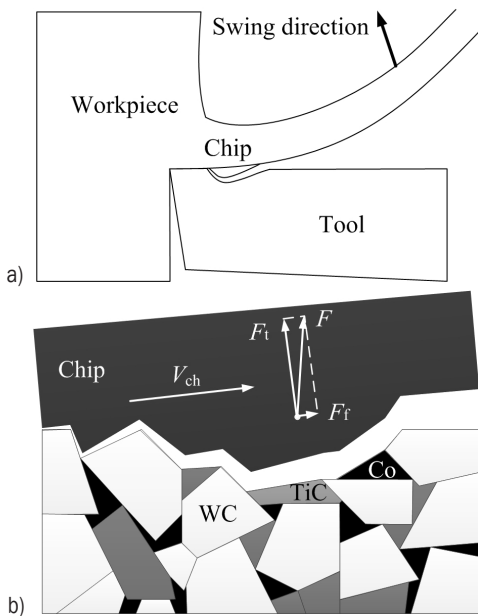 Swing direction
Workpiece
Chip
Tool
a)
Chip
Vch
Ft
F
Ff
Co
TiC
WC
b)